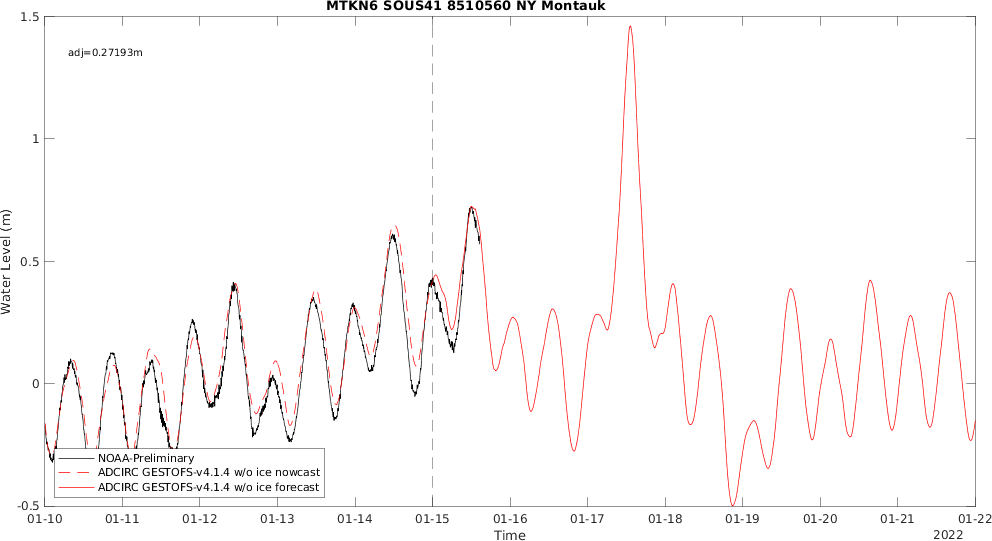 MTKN6 SOUS41 8510560 NY Montauk
adj=0.27193m
Water Level (m)
1.5
1
0.5
0
-0.5
NOAA-Preliminary
ADCIRC GESTOFS-v4.1.4 w/o ice nowcast
ADCIRC GESTOFS-v4.1.4 w/o ice forecast
01-10 01-11 01-12 01-13 01-14 01-15 01-16 01-17 01-18 01-19 01-20 01-21 01-22
Time
2022